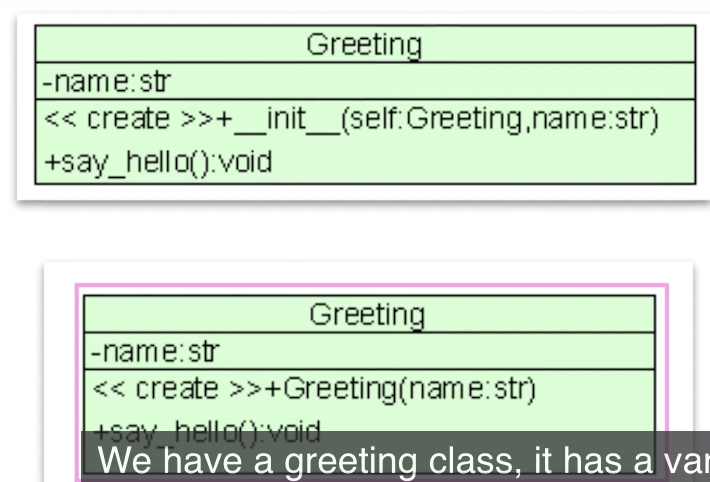 Greeting
-name:str
<< create >>+__init__(self:Greeting,name:str)
+say_hello():void
Greeting
-name:str
<< create >>+Greeting(name:str)
+say_hello():void
We have a greeting class, it has a var